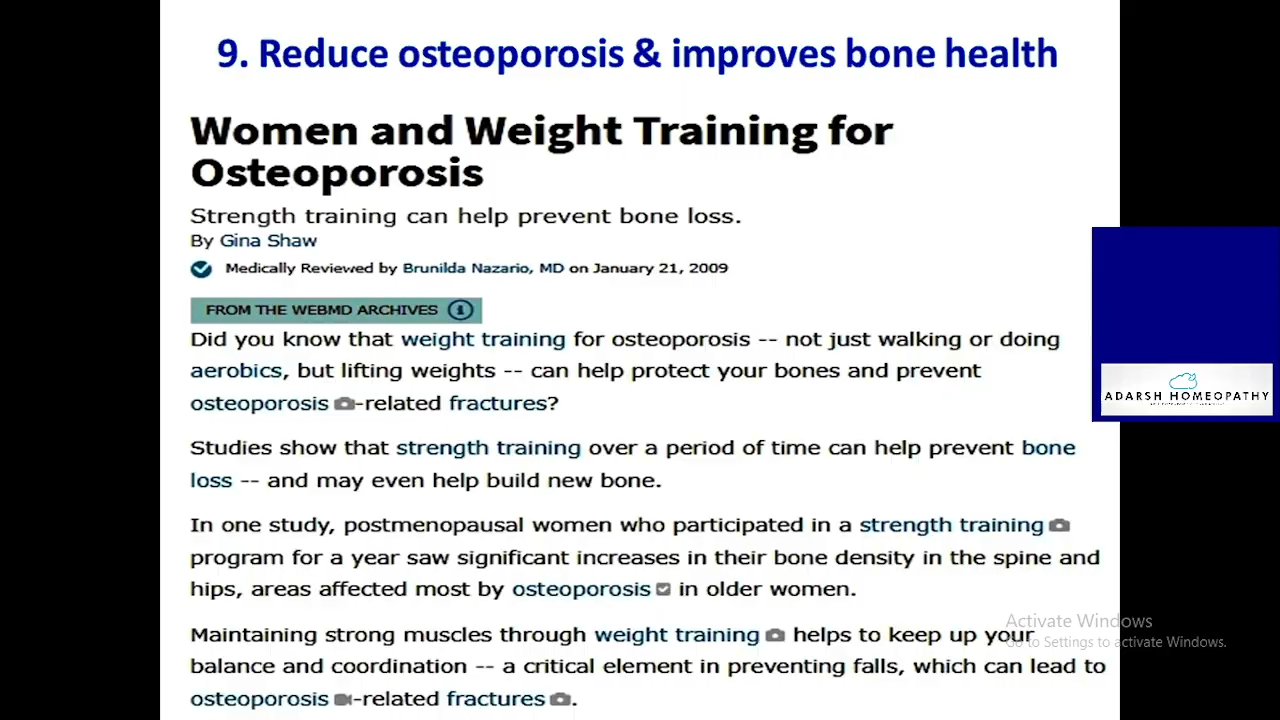 9. Reduce osteoporosis & improves bone health
Women and Weight Training for
Osteoporosis
Strength training can help prevent bone loss.
By Gina Shaw
Medically Reviewed by Brunilda Nazario, MD on January 21, 2009
FROM THE WEBMD ARCHIVES
Did you know that weight training for osteoporosis -- not just walking or doing
aerobics, but lifting weights -- can help protect your bones and prevent
osteoporosis -related fractures?
Studies show that strength training over a period of time can help prevent bone
loss -- and may even help build new bone.
In one study, postmenopausal women who participated in a strength training
program for a year saw significant increases in their bone density in the spine and
hips, areas affected most by osteoporosis in older women.
Maintaining strong muscles through weight training helps to keep up your
balance and coordination -- a critical element in preventing falls, which can lead to
osteoporosis -related fractures.
ADARSH HOMEOPATHY
Activate Windows
Go to Settings to activate Windows.